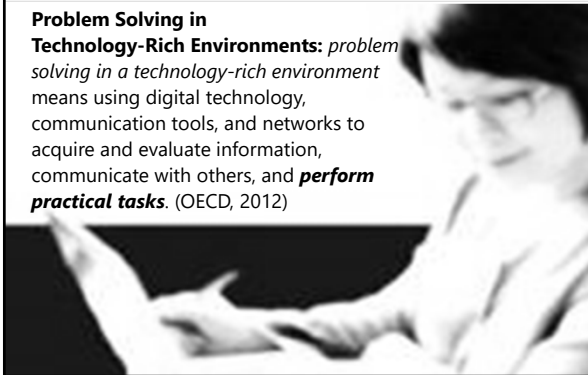 Problem Solving in
Technology-Rich Environments: problem
solving in a technology-rich environment
means using digital technology,
communication tools, and networks to
acquire and evaluate information,
communicate with others, and perform
practical tasks. (OECD, 2012)